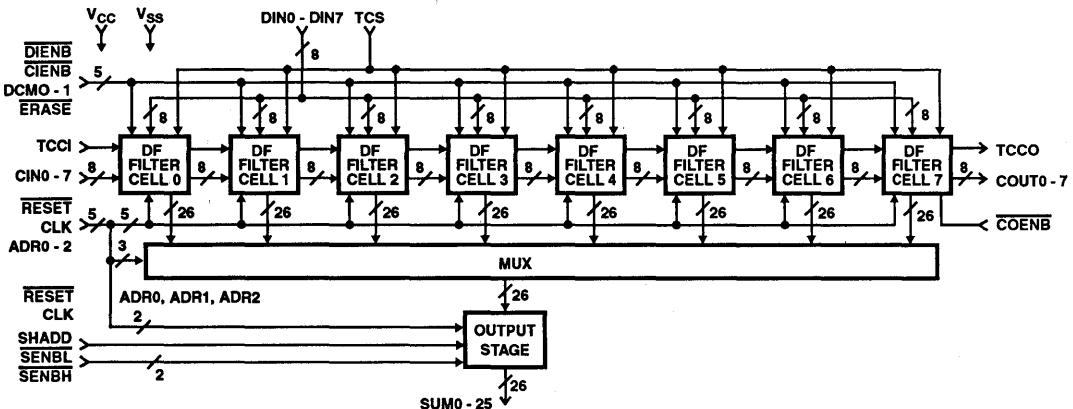 VCC VSS DIN0 - DIN7 TCS
DIENB
CIENB
DCMO - 1
ERASE
5
8
8 8 8 8 8 8 8 8
TCCI
CIN0 - 7
8
DF FILTER CELL 0
8
DF FILTER CELL 1
8
DF FILTER CELL 2
8
DF FILTER CELL 3
8
DF FILTER CELL 4
8
DF FILTER CELL 5
8
DF FILTER CELL 6
8
DF FILTER CELL 7
8
TCCO
COUT0 - 7
COENB
RESET
CLK
ADR0 - 2
5 5
26 26 26 26 26 26 26 26
3
MUX
ADR0, ADR1, ADR2
26
RESET
CLK
2
SHADD
SENBL
SENBH
2
OUTPUT
STAGE
26
SUM0 - 25